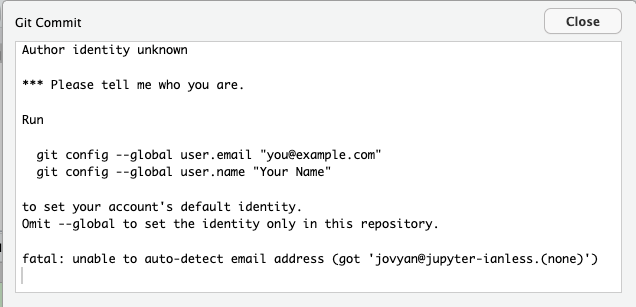 Git Commit
Close
Author identity unknown
*** Please tell me who you are.
Run
git config --global user.email "you@example.com"
git config --global user.name "Your Name"
to set your account's default identity.
Omit --global to set the identity only in this repository.
fatal: unable to auto-detect email address (got 'jovyan@jupyter-ianless.(none)')